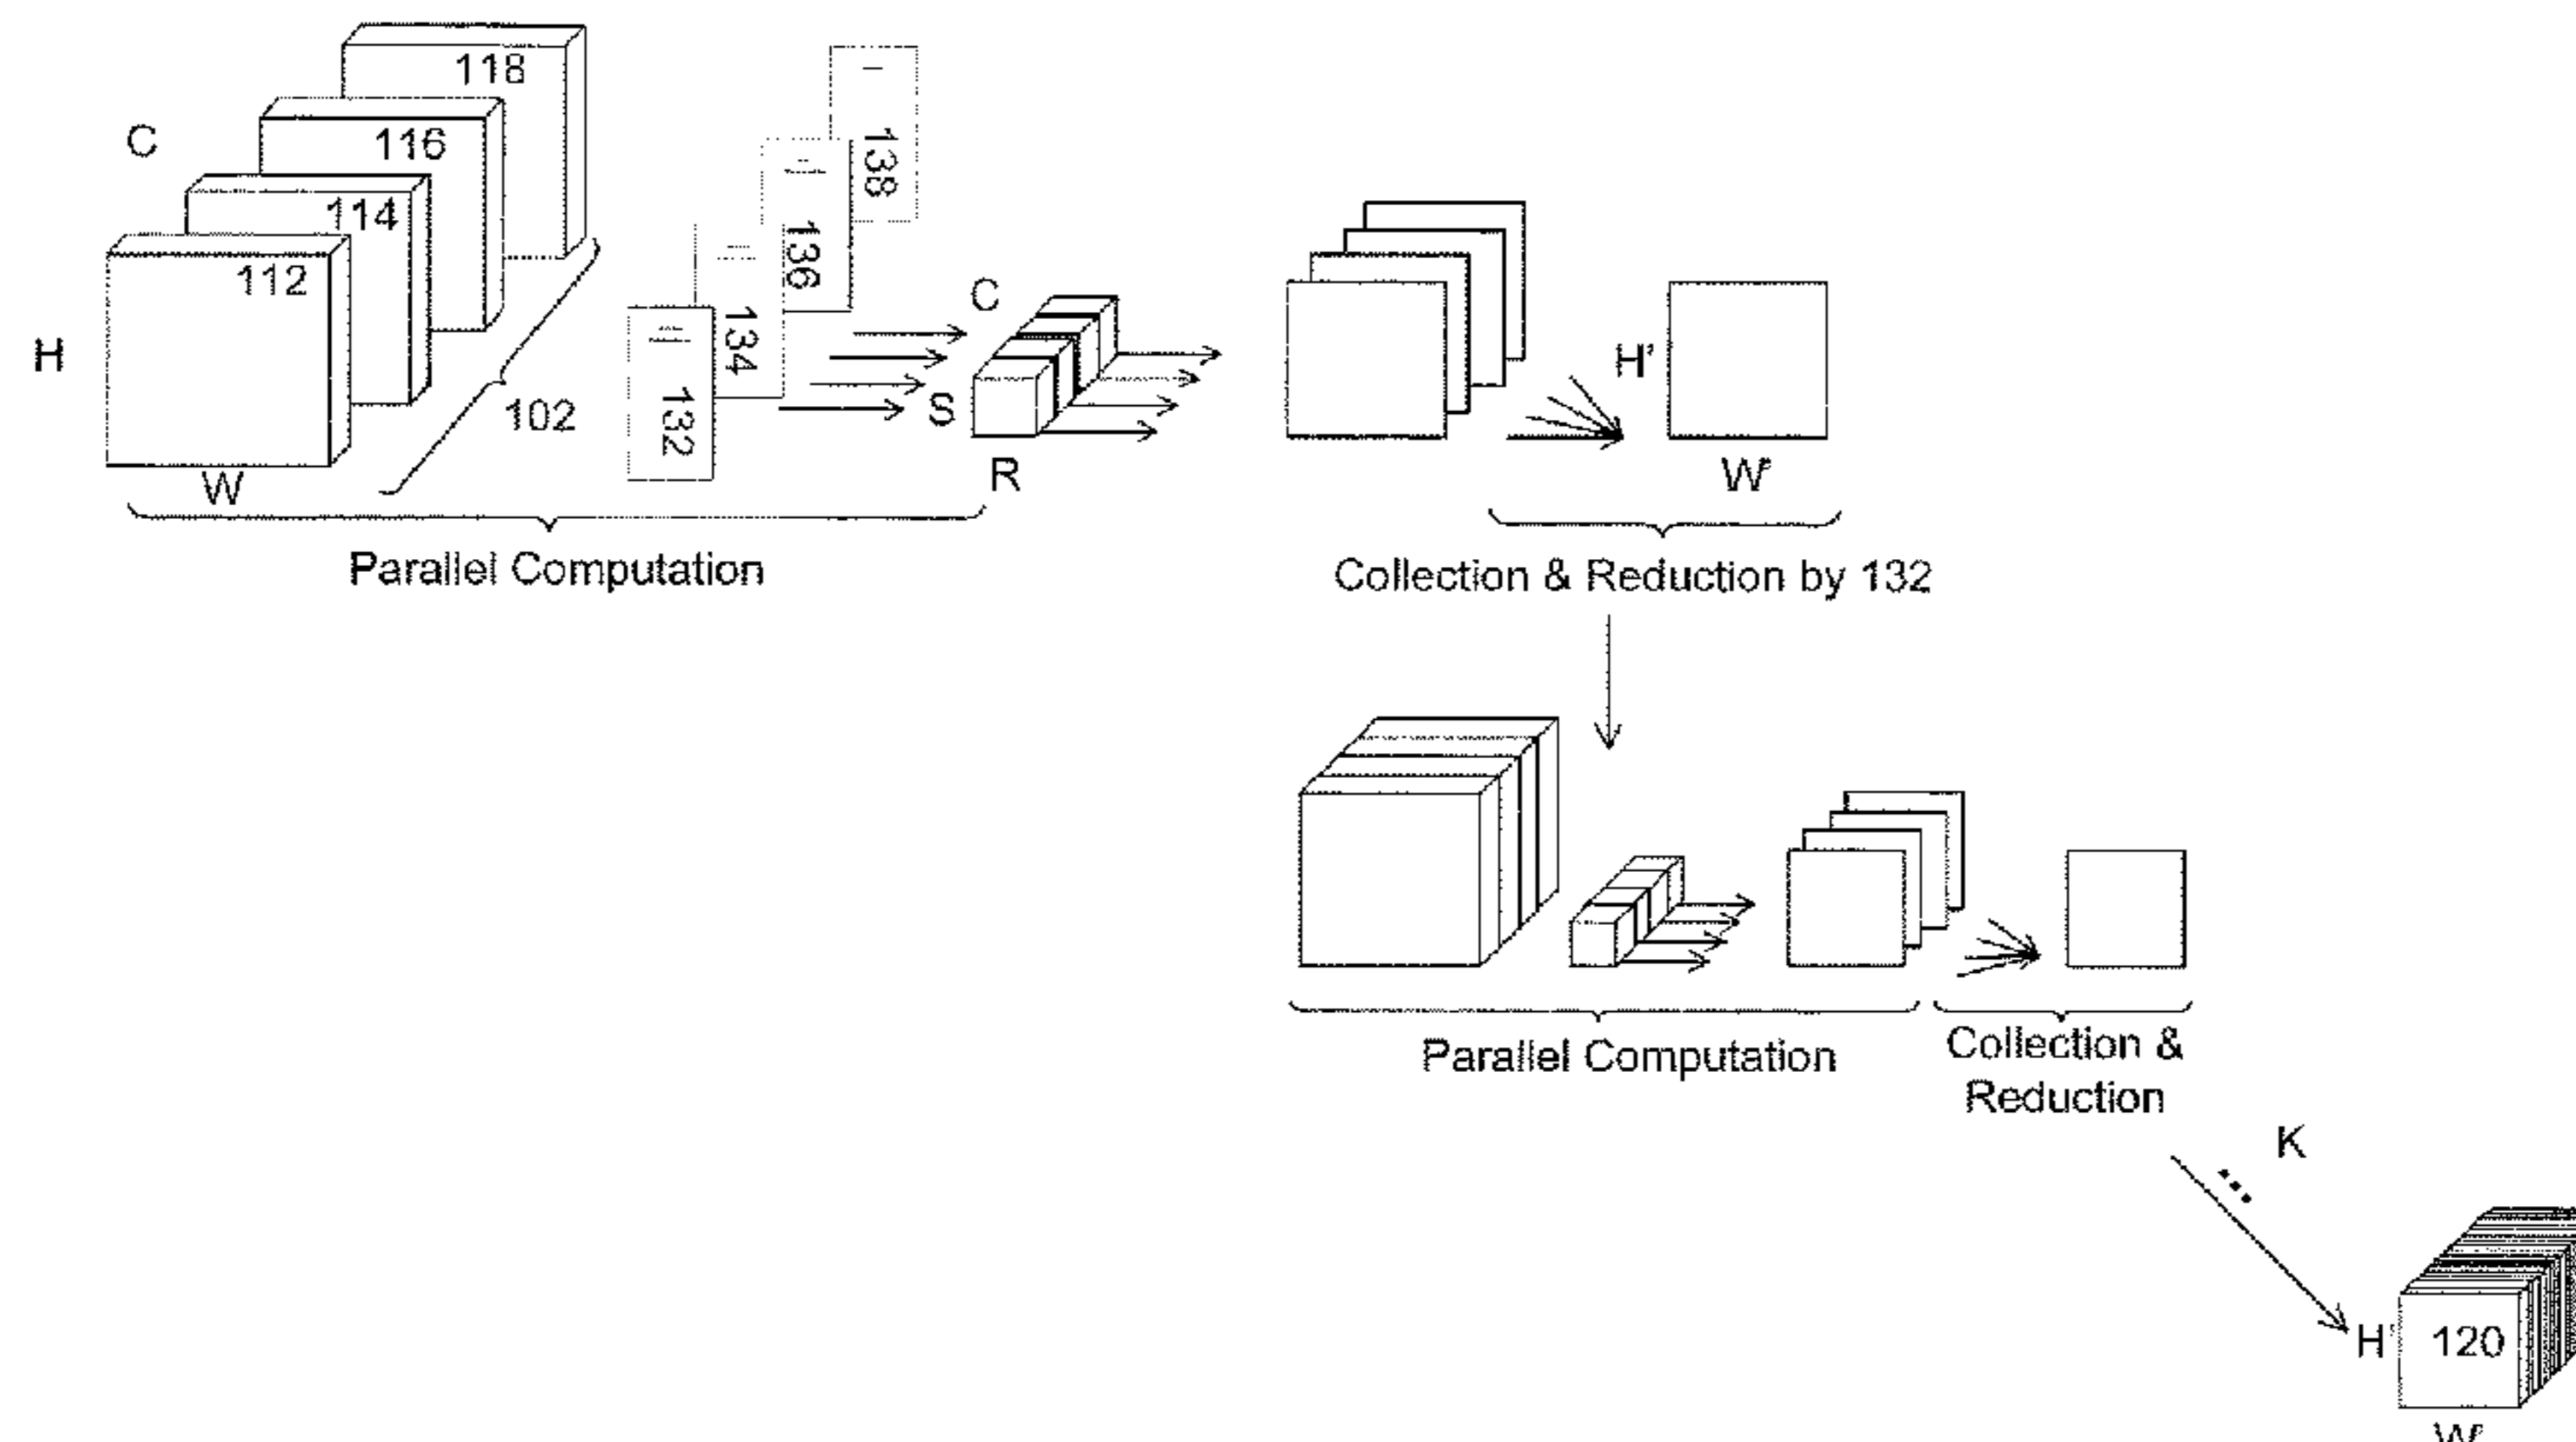 118
C
116
138
114
136
112
C
134
H
H'
102
S
132
W
R
W'
Parallel Computation
Collection & Reduction by 132
Parallel Computation
Collection &
Reduction
K
H'
120
W'